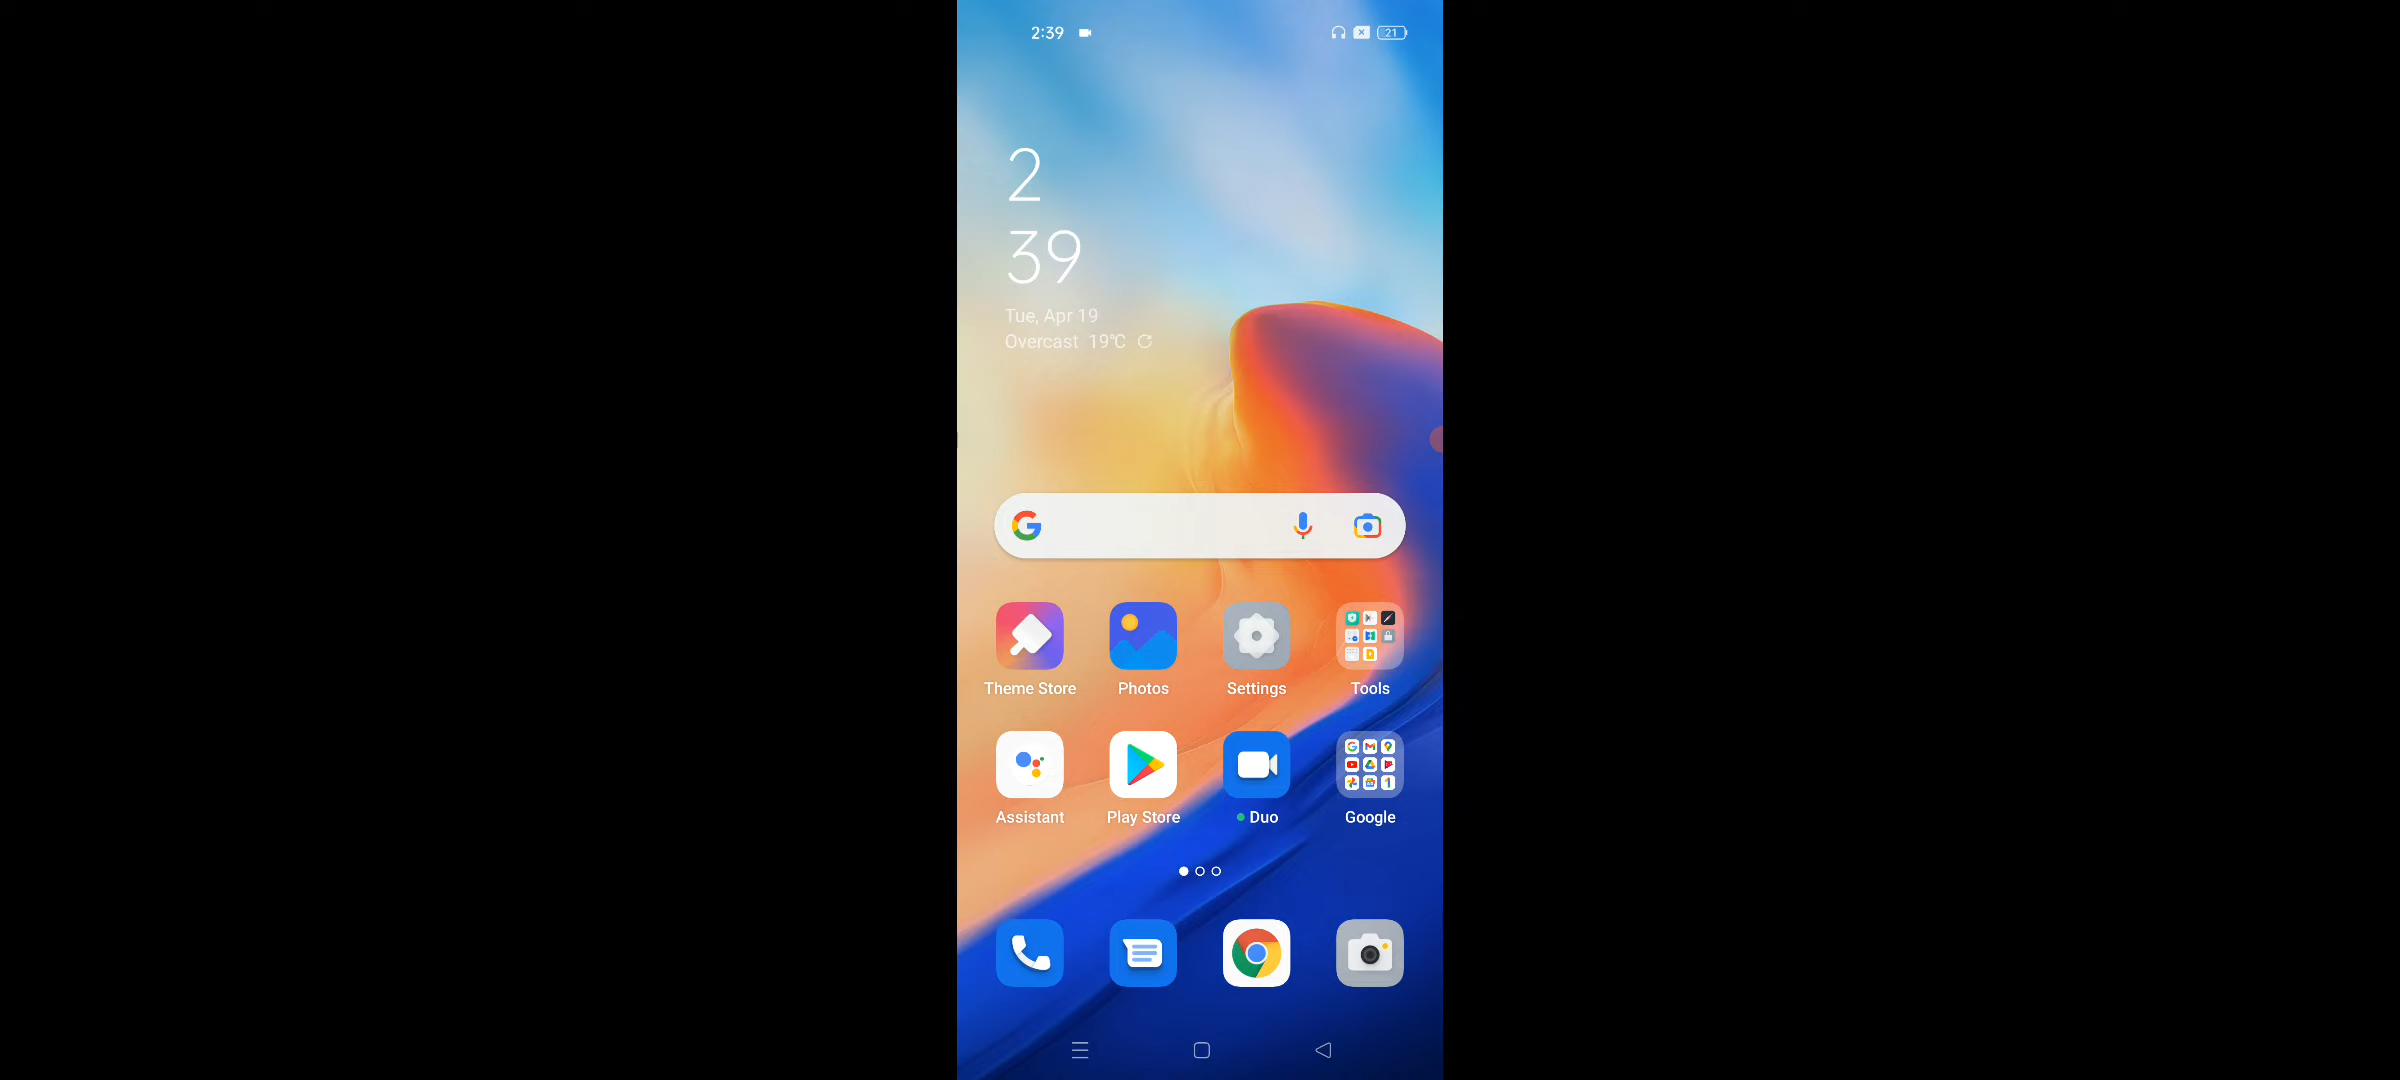 2:39
21
2
39
Tue, Apr 19
Overcast 19℃
Theme Store Photos Settings Tools
Assistant Play Store Duo Google